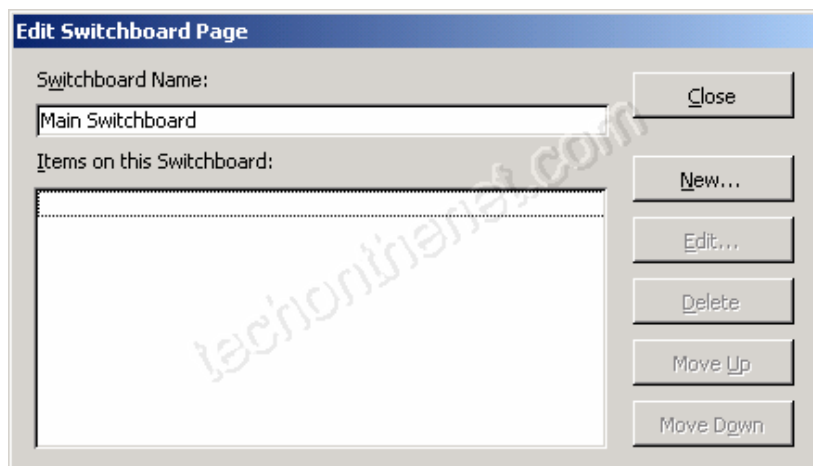 Edit Switchboard Page
Switchboard Name:
Close
Main Switchboard
Items on this Switchboard:
New...
Edit...
Delete
Move Up
Move Down
techonthenet.com